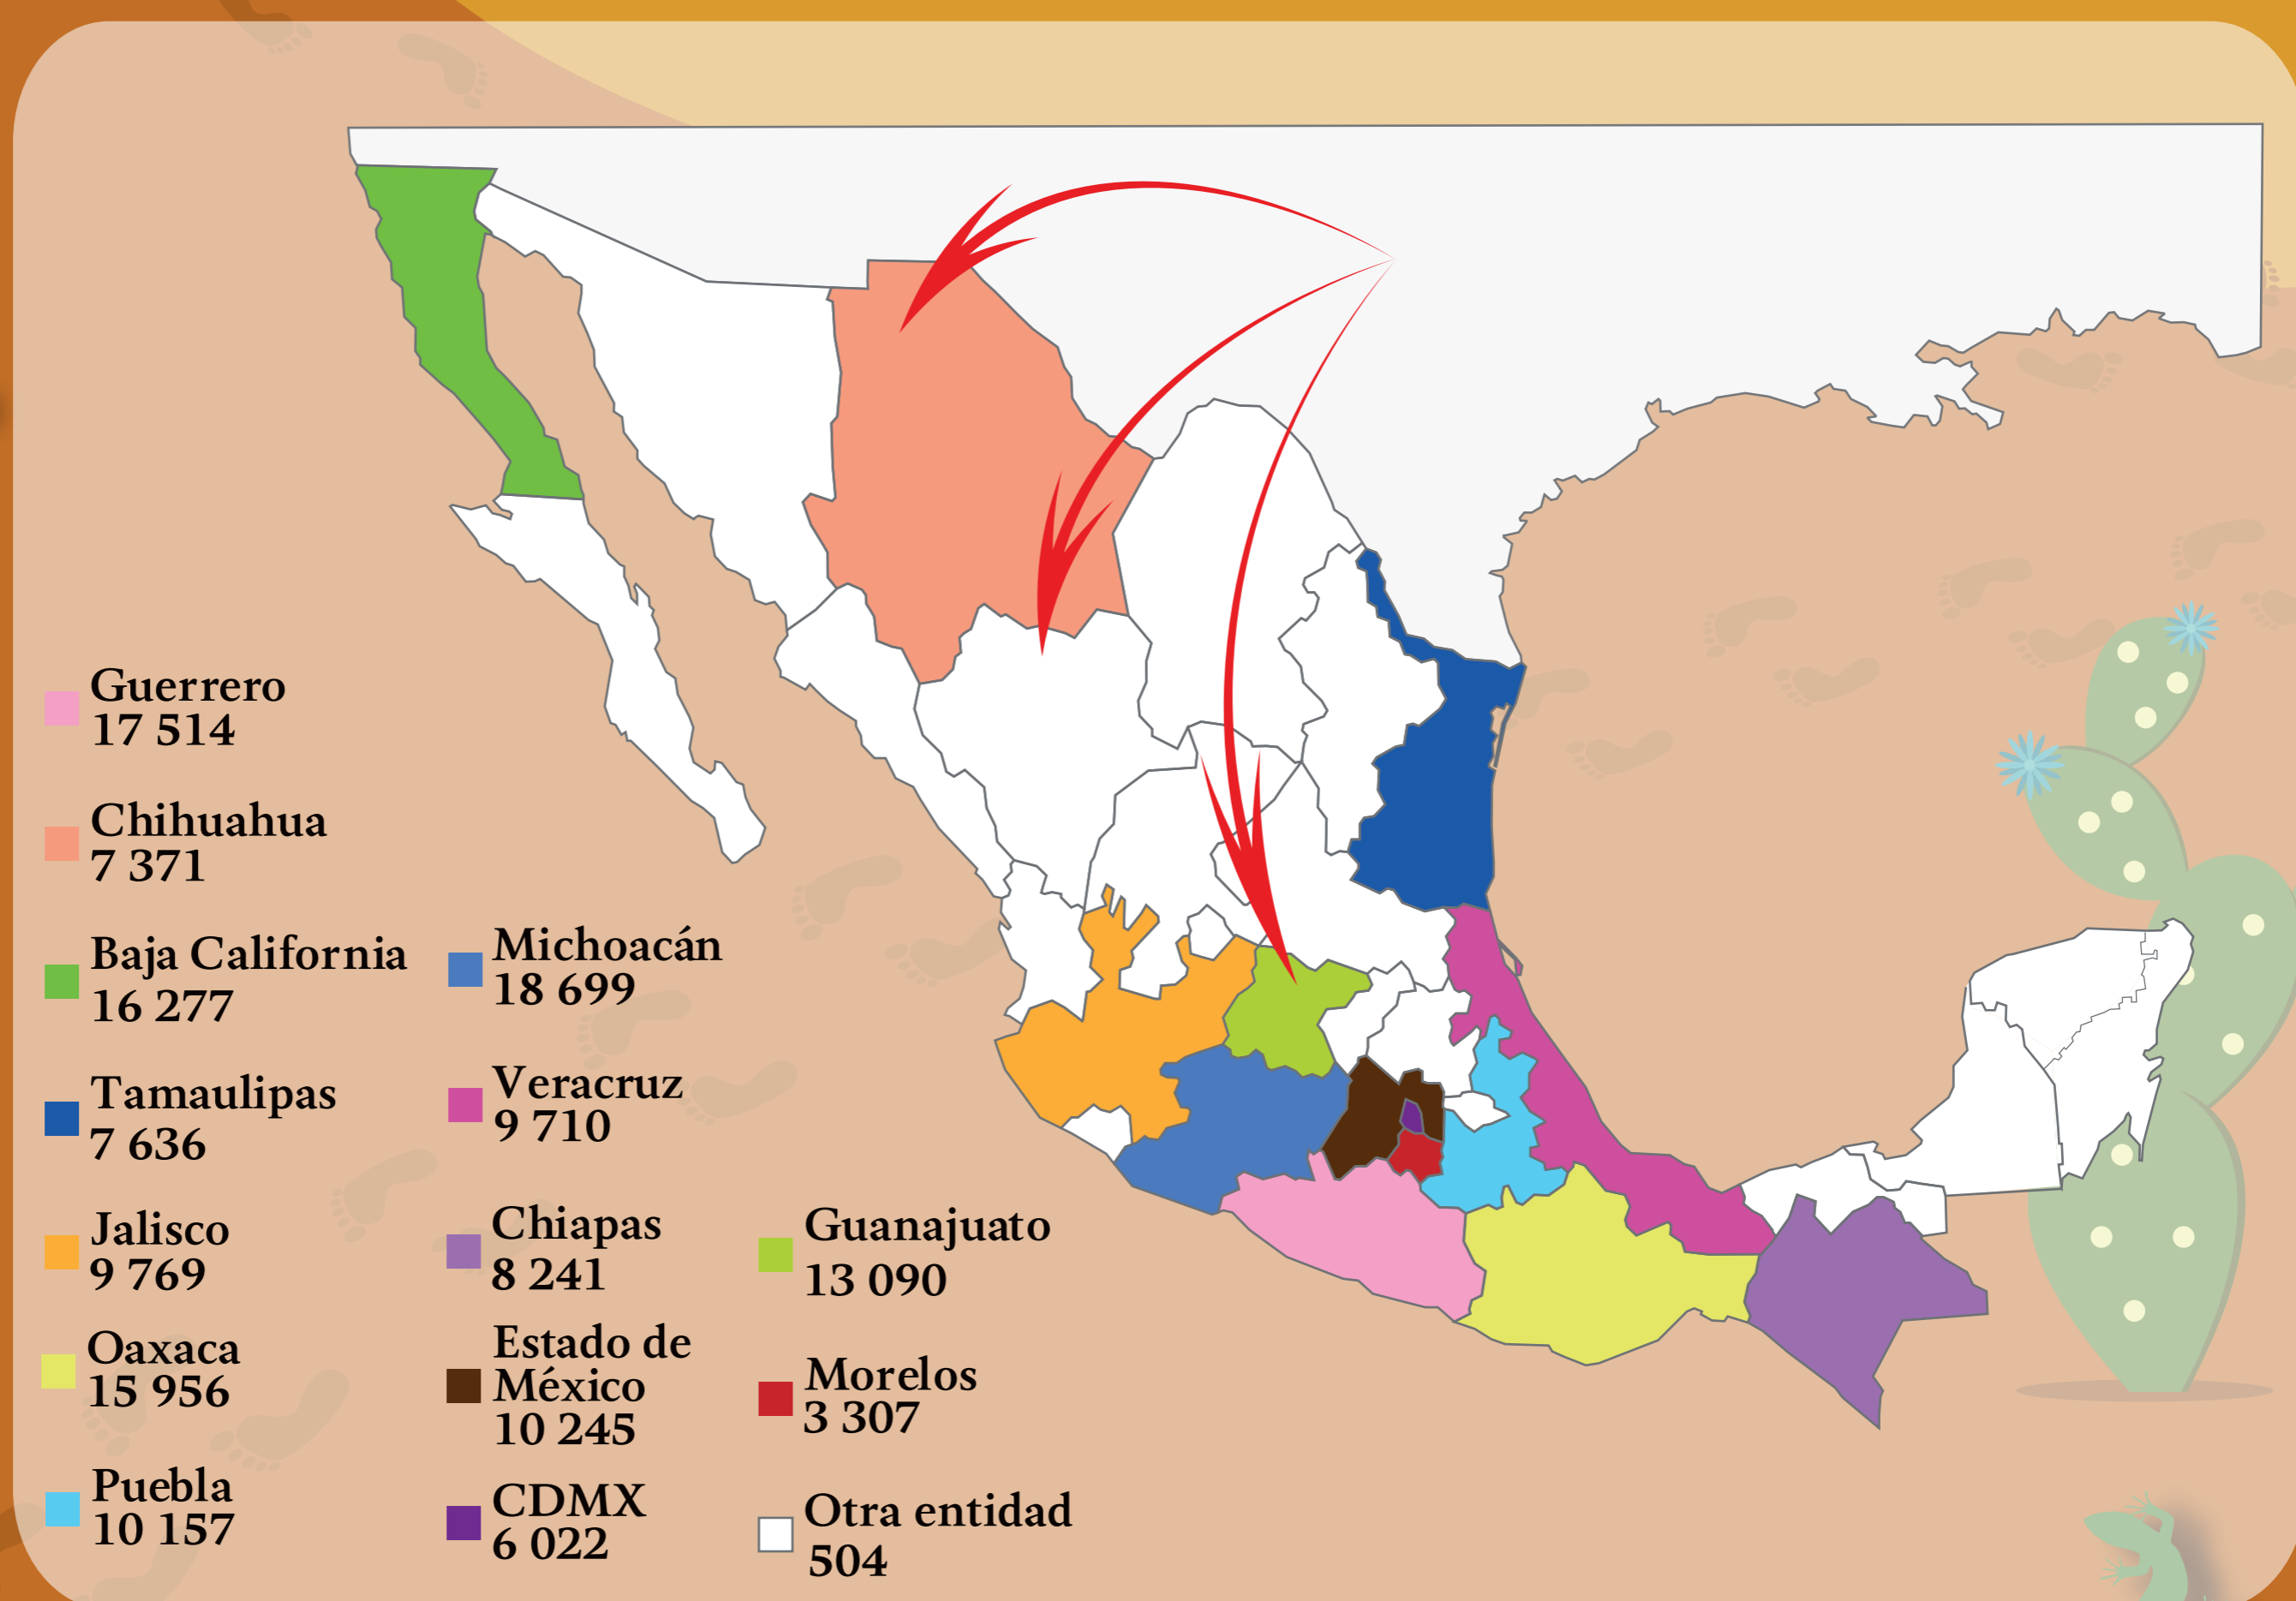 Guerrero
17 514
Chihuahua
7 371
Baja California
16 277
Tamaulipas
7 636
Jalisco
9 769
Oaxaca
15 956
Puebla
10 157
Michoacán
18 699
Veracruz
9 710
Chiapas
8 241
Estado de
México
10 245
CDMX
6 022
Guanajuato
13 090
Morelos
3 307
Otra entidad
504